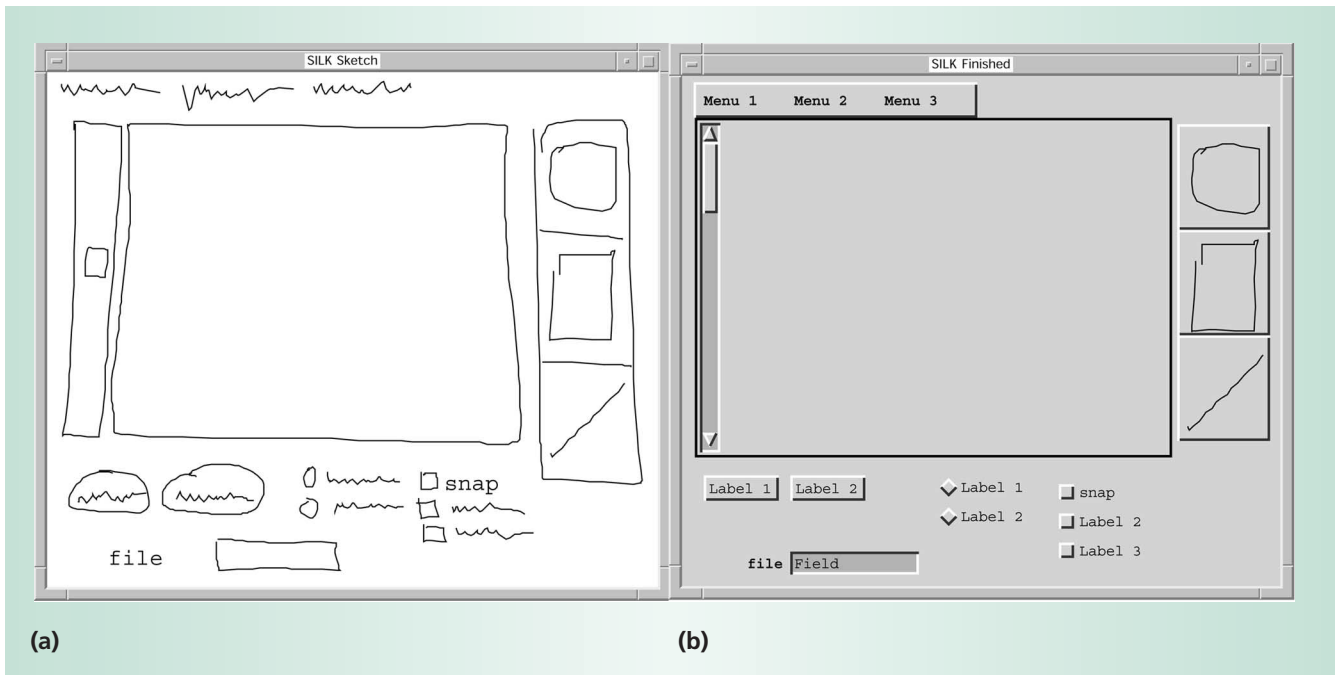 SILK Sketch
snap
file
(a)
SILK Finished
Menu 1 Menu 2 Menu 3
Label 1 Label 2
Label 1
Label 2
snap
Label 2
Label 3
file Field
(b)